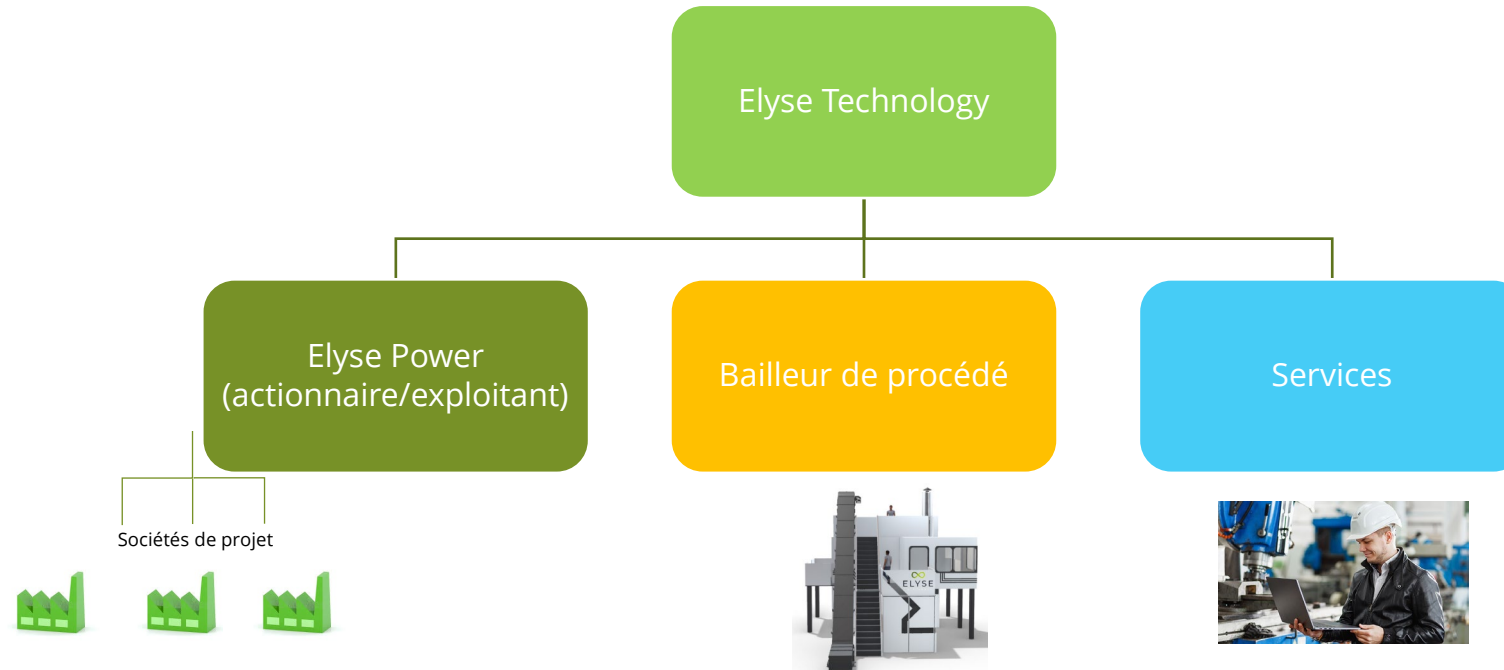 Elyse Technology
Elyse Power
(actionnaire/exploitant)
Bailleur de procédé
Services
Sociétés de projet
ELYSE